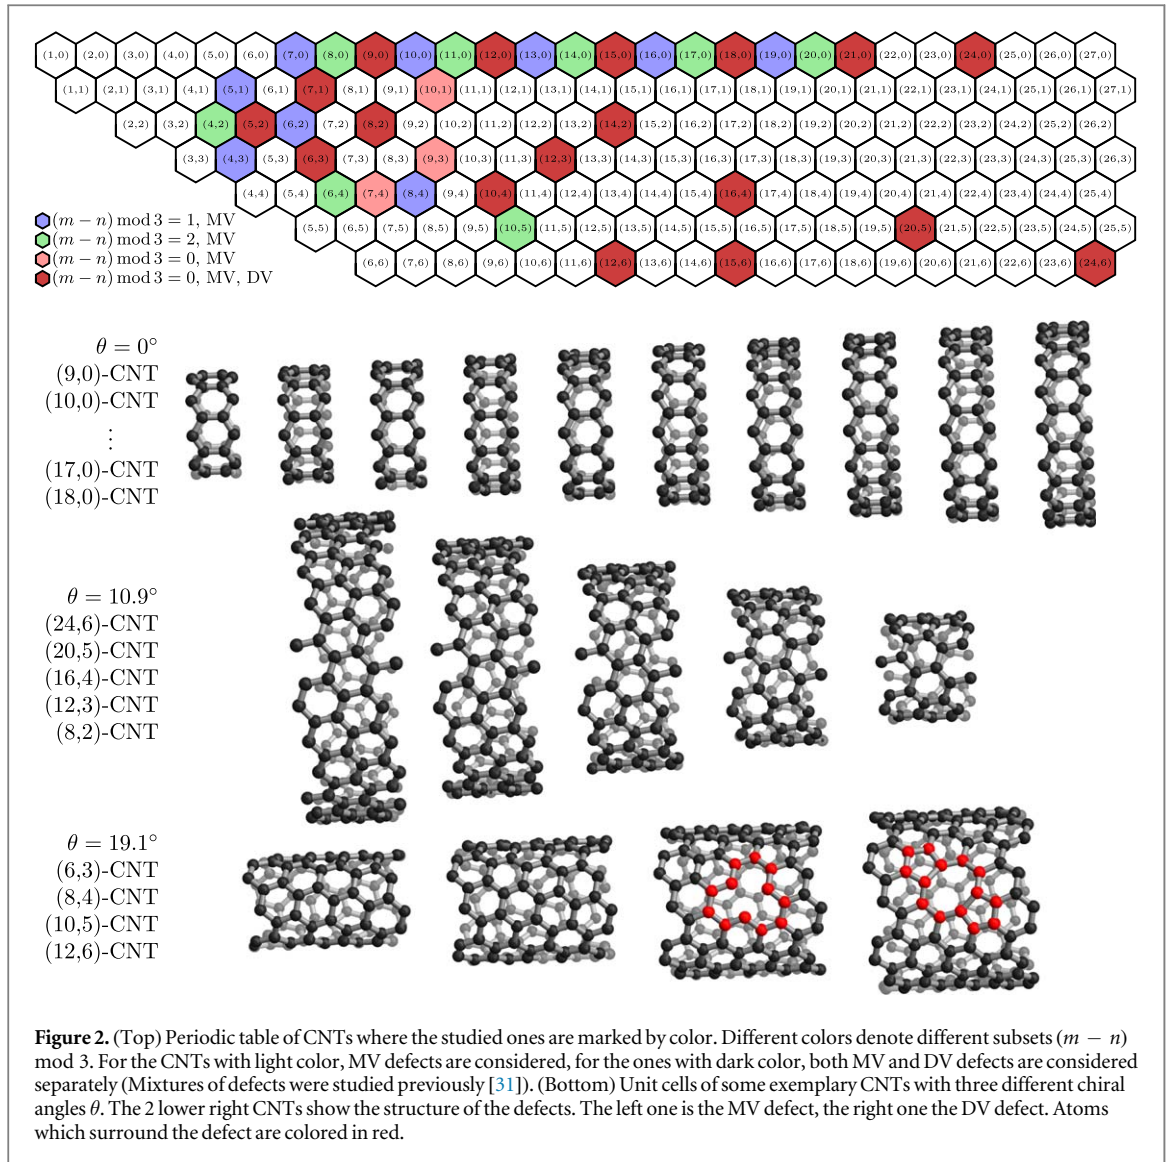 (1,0) (2,0) (3,0) (4,0) (5,0) (6,0) (7,0) (8,0) (9,0) (10,0) (11,0) (12,0) (13,0) (14,0) (15,0) (16,0) (17,0) (18,0) (19,0) (20,0) (21,0) (22,0) (23,0) (24,0) (25,0) (26,0) (27,0)
(1,1) (2,1) (3,1) (4,1) (5,1) (6,1) (7,1) (8,1) (9,1) (10,1) (11,1) (12,1) (13,1) (14,1) (15,1) (16,1) (17,1) (18,1) (19,1) (20,1) (21,1) (22,1) (23,1) (24,1) (25,1) (26,1) (27,1)
(2,2) (3,2) (4,2) (5,2) (6,2) (7,2) (8,2) (9,2) (10,2) (11,2) (12,2) (13,2) (14,2) (15,2) (16,2) (17,2) (18,2) (19,2) (20,2) (21,2) (22,2) (23,2) (24,2) (25,2) (26,2)
(3,3) (4,3) (5,3) (6,3) (7,3) (8,3) (9,3) (10,3) (11,3) (12,3) (13,3) (14,3) (15,3) (16,3) (17,3) (18,3) (19,3) (20,3) (21,3) (22,3) (23,3) (24,3) (25,3) (26,3)
(4,4) (5,4) (6,4) (7,4) (8,4) (9,4) (10,4) (11,4) (12,4) (13,4) (14,4) (15,4) (16,4) (17,4) (18,4) (19,4) (20,4) (21,4) (22,4) (23,4) (24,4) (25,4)
(5,5) (6,5) (7,5) (8,5) (9,5) (10,5) (11,5) (12,5) (13,5) (14,5) (15,5) (16,5) (17,5) (18,5) (19,5) (20,5) (21,5) (22,5) (23,5) (24,5) (25,5)
(6,6) (7,6) (8,6) (9,6) (10,6) (11,6) (12,6) (13,6) (14,6) (15,6) (16,6) (17,6) (18,6) (19,6) (20,6) (21,6) (22,6) (23,6) (24,6)
(m − n) mod 3 = 1, MV
(m − n) mod 3 = 2, MV
(m − n) mod 3 = 0, MV
(m − n) mod 3 = 0, MV, DV
θ = 0°
(9,0)-CNT
(10,0)-CNT
⋮
(17,0)-CNT
(18,0)-CNT
θ = 10.9°
(24,6)-CNT
(20,5)-CNT
(16,4)-CNT
(12,3)-CNT
(8,2)-CNT
θ = 19.1°
(6,3)-CNT
(8,4)-CNT
(10,5)-CNT
(12,6)-CNT
Figure 2. (Top) Periodic table of CNTs where the studied ones are marked by color. Different colors denote different subsets (m − n)
mod 3. For the CNTs with light color, MV defects are considered, for the ones with dark color, both MV and DV defects are considered
separately (Mixtures of defects were studied previously [31]). (Bottom) Unit cells of some exemplary CNTs with three different chiral
angles θ. The 2 lower right CNTs show the structure of the defects. The left one is the MV defect, the right one the DV defect. Atoms
which surround the defect are colored in red.